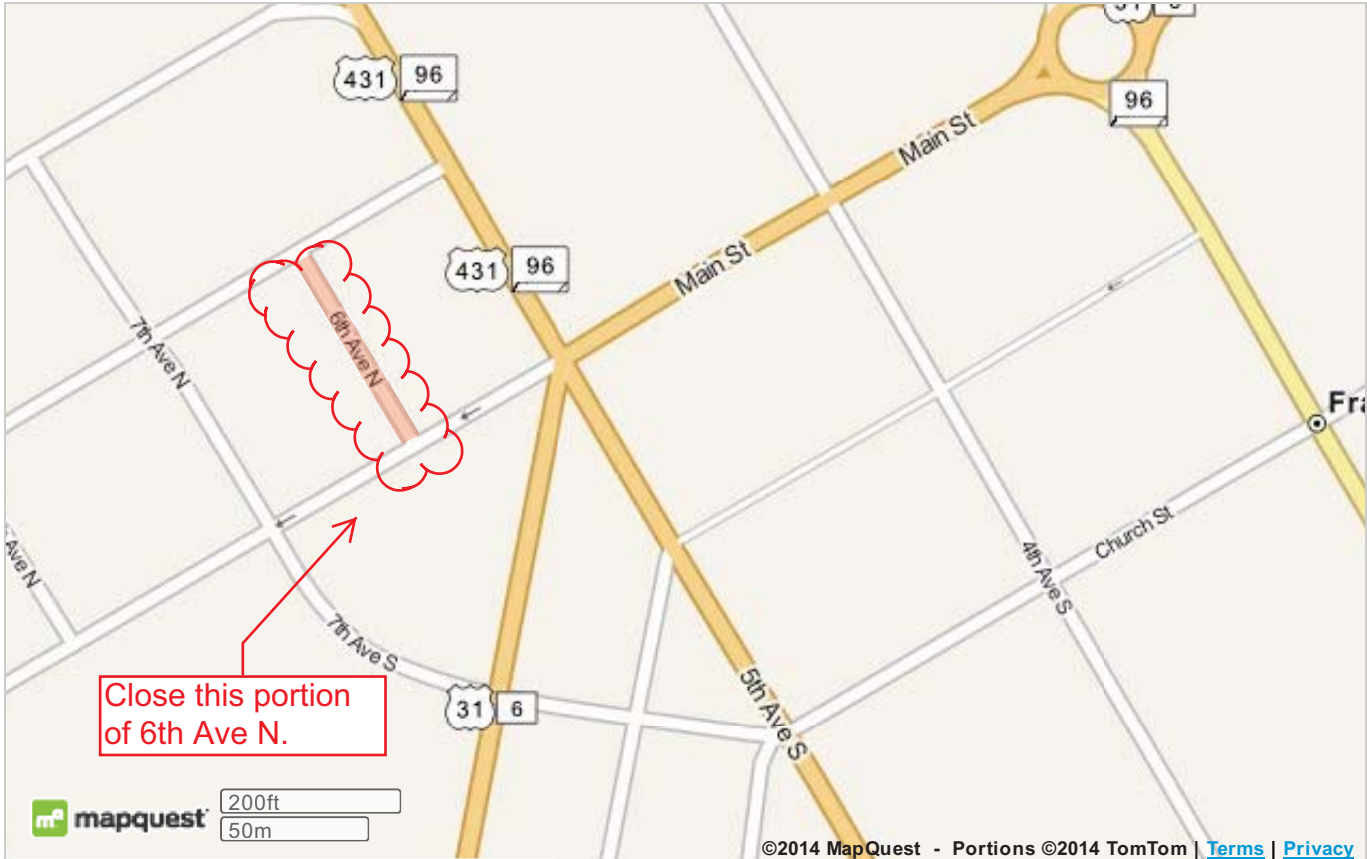 431
96
96
Main St
431
96
Main St
6th Ave N
7th Ave N
Fra
Ave N
Church St
4th Ave S
7th Ave S
5th Ave S
31
6
Close this portion
of 6th Ave N.
mapquest
200ft
50m
©2014 MapQuest - Portions ©2014 TomTom | Terms | Privacy